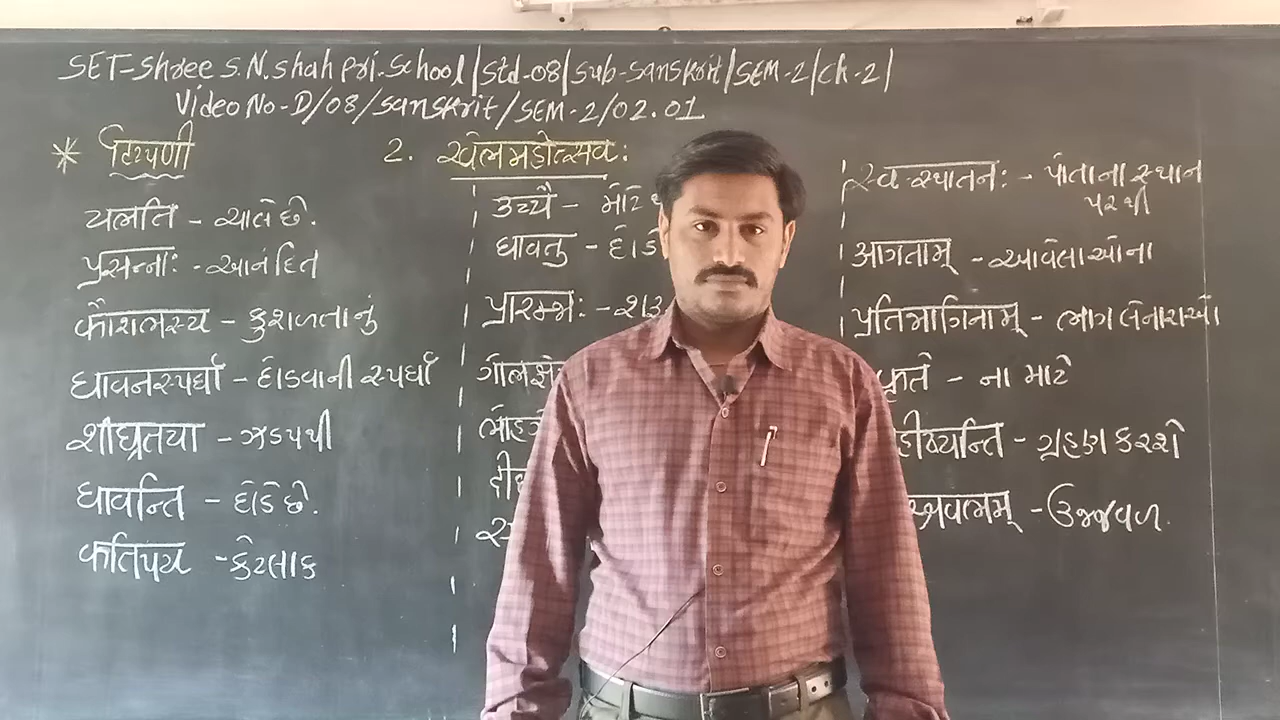 SET-Shree S.N.Shah pri.School/Std-08/Sub-Sanskrit/SEM-2/Ch-2/
Video No-D/08/Sanskrit/SEM-2/02.01
* टिप्पणी
2. खेलमहोत्सवः
चलति - ચાલે છે.
प्रसन्नाः - આનંદિત
कौशलस्य - કુશળતાનું
धावनस्पर्धा - દોડવાની સ્પર્ધા
शीघ्रतया - ઝડપથી
धावन्ति - દોડે છે.
कतिपय - કેટલાક
उच्चै - માટે
धावतु - દોડે
प्रारम्भः - શરૂ
स्व-स्थातनः - પોતાના સ્થાન
પરથી
आगताम् - આવેલાઓના
प्रतिभागिनाम् - ભાગ લેનારાઓ
कृते - ના માટે
- ગ્રહણ કરશે
- ઉજ્જવળ